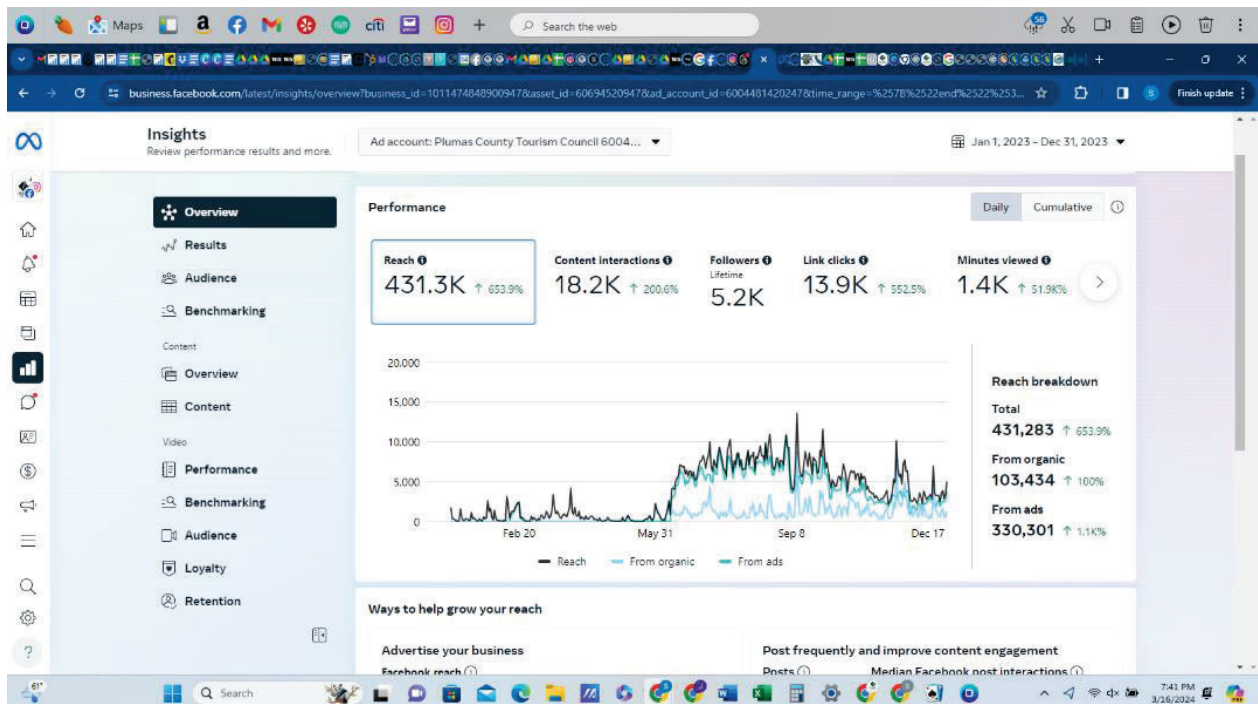 Maps
citi
Search the web
56
business.facebook.com/latest/insights/overview?business_id=10114748489009478&asset_id=606945209478&ad_account_id=6004481420247&time_range=%257B%2522end%2522%253...
S
Finish update
Insights
Review performance results and more.
Ad account: Plumas County Tourism Council 6004...
Jan 1, 2023 – Dec 31, 2023
Overview
Results
Audience
Benchmarking
Content
Overview
Content
Video
Performance
Benchmarking
Audience
Loyalty
Retention
Performance
Daily
Cumulative
Reach
431.3K ↑ 653.9%
Content interactions
18.2K ↑ 200.6%
Followers
Lifetime
5.2K
Link clicks
13.9K ↑ 552.5%
Minutes viewed
1.4K ↑ 51.9K%
20,000
15,000
10,000
5,000
0
Feb 20
May 31
Sep 8
Dec 17
Reach
From organic
From ads
Reach breakdown
Total
431,283 ↑ 653.9%
From organic
103,434 ↑ 100%
From ads
330,301 ↑ 1.1K%
Ways to help grow your reach
Advertise your business
Facebook reach
Post frequently and improve content engagement
Posts
Median Facebook post interactions
61°
Search
7:41 PM
3/16/2024